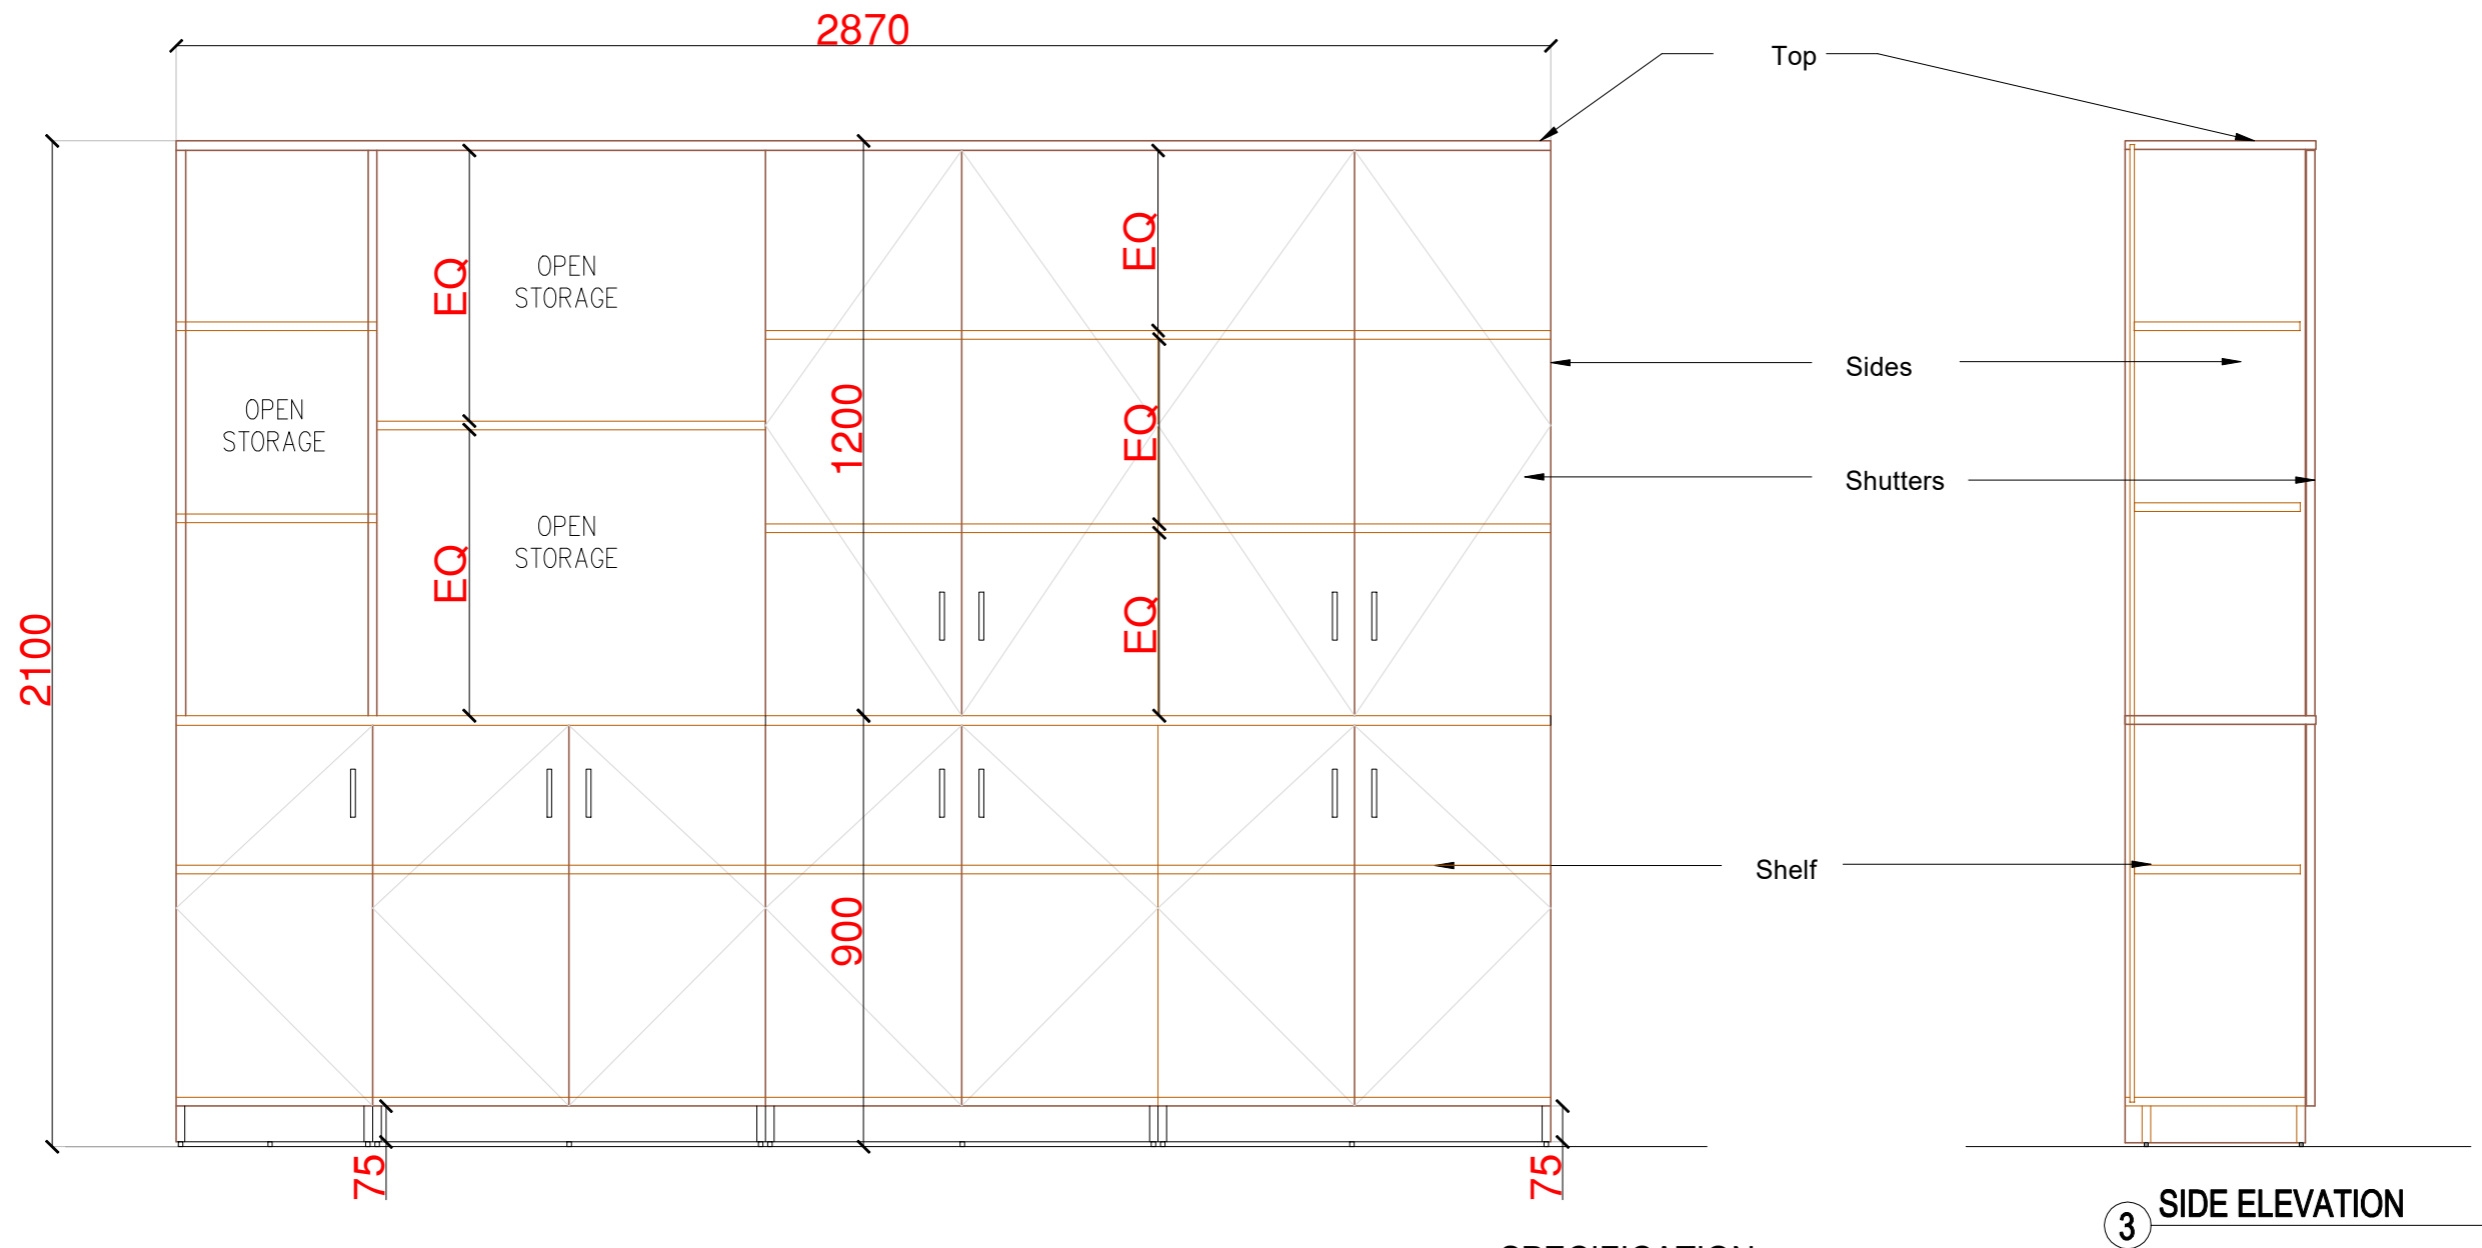 2870
Top
EQ
OPEN
STORAGE
EQ
OPEN
STORAGE
1200
EQ
Sides
2100
EQ
OPEN
STORAGE
EQ
Shutters
900
Shelf
75
75
3
SIDE ELEVATION
SPECIFICATION